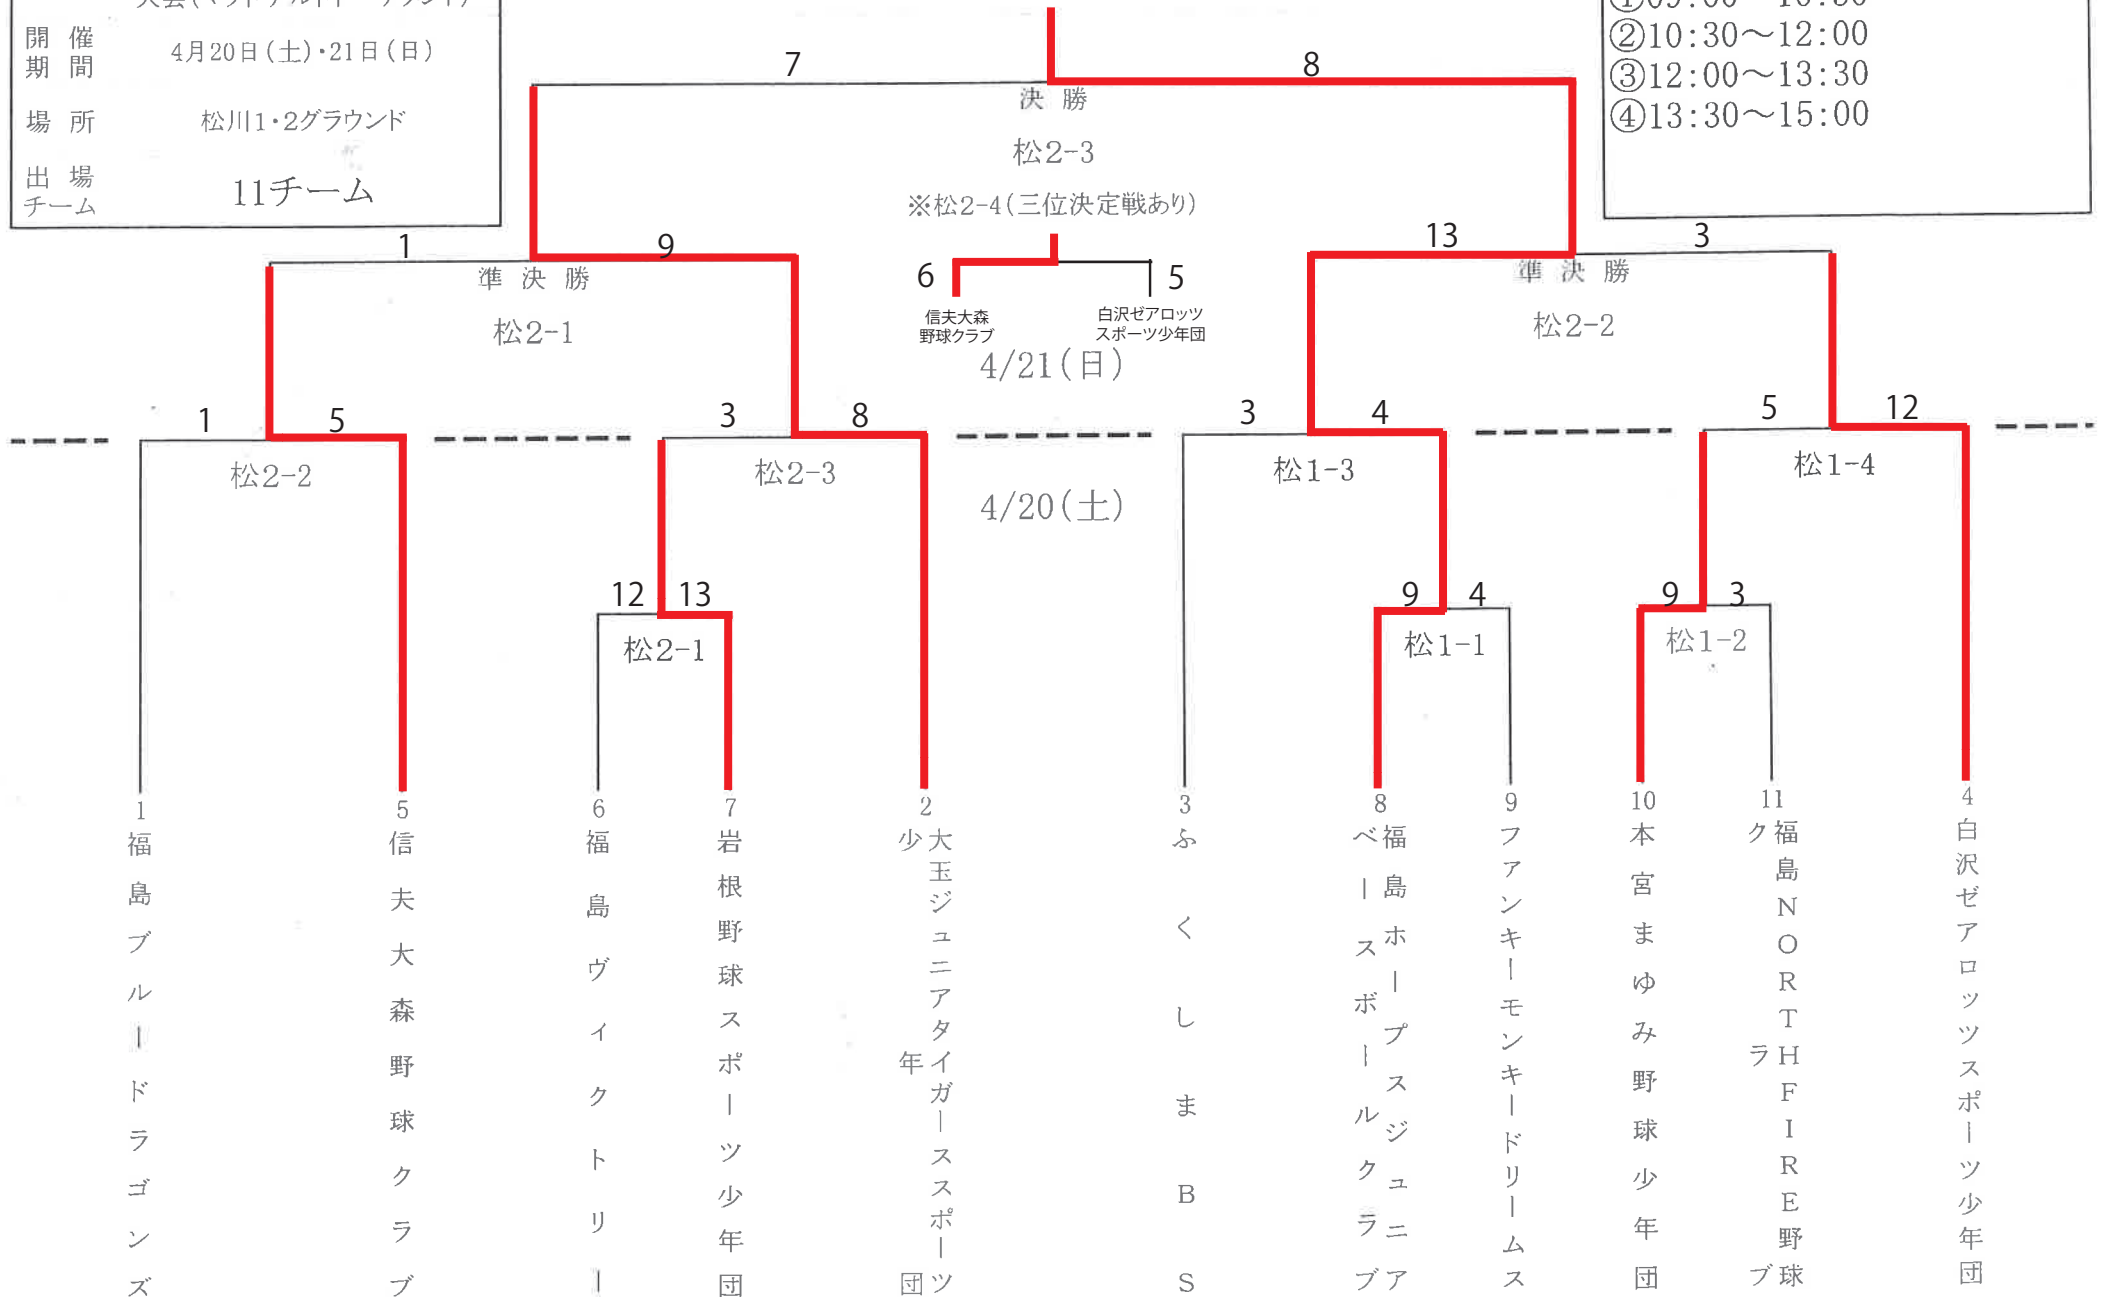 開催
期間
4月20日(土)・21日(日)
場所
松川1・2グラウンド
出場
チーム
11チーム
②10:30～12:00
③12:00～13:30
④13:30～15:00
7
8
決勝
松2-3
※松2-4(三位決定戦あり)
1
9
準決勝
松2-1
6
5
信夫大森
野球クラブ
白沢ゼアロッツ
スポーツ少年団
13
3
準決勝
松2-2
4/21(日)
1
5
松2-2
3
8
松2-3
3
4
松1-3
5
12
松1-4
4/20(土)
12
13
松2-1
9
4
松1-1
9
3
松1-2
1
福島ブルードラゴンズ
5
信夫大森野球クラブ
6
福島ヴィクトリー
7
岩根野球スポーツ少年団
2
大玉ジュニアタイガーススポーツ
少年団
3
ふくしまBS
8
福島ホープスジュニア
ベースボールクラブ
9
ファンキーモンキードリームス
10
本宮まゆみ野球少年団
11
福島NORTHFIRE野球
クラブ
4
白沢ゼアロッツスポーツ少年団